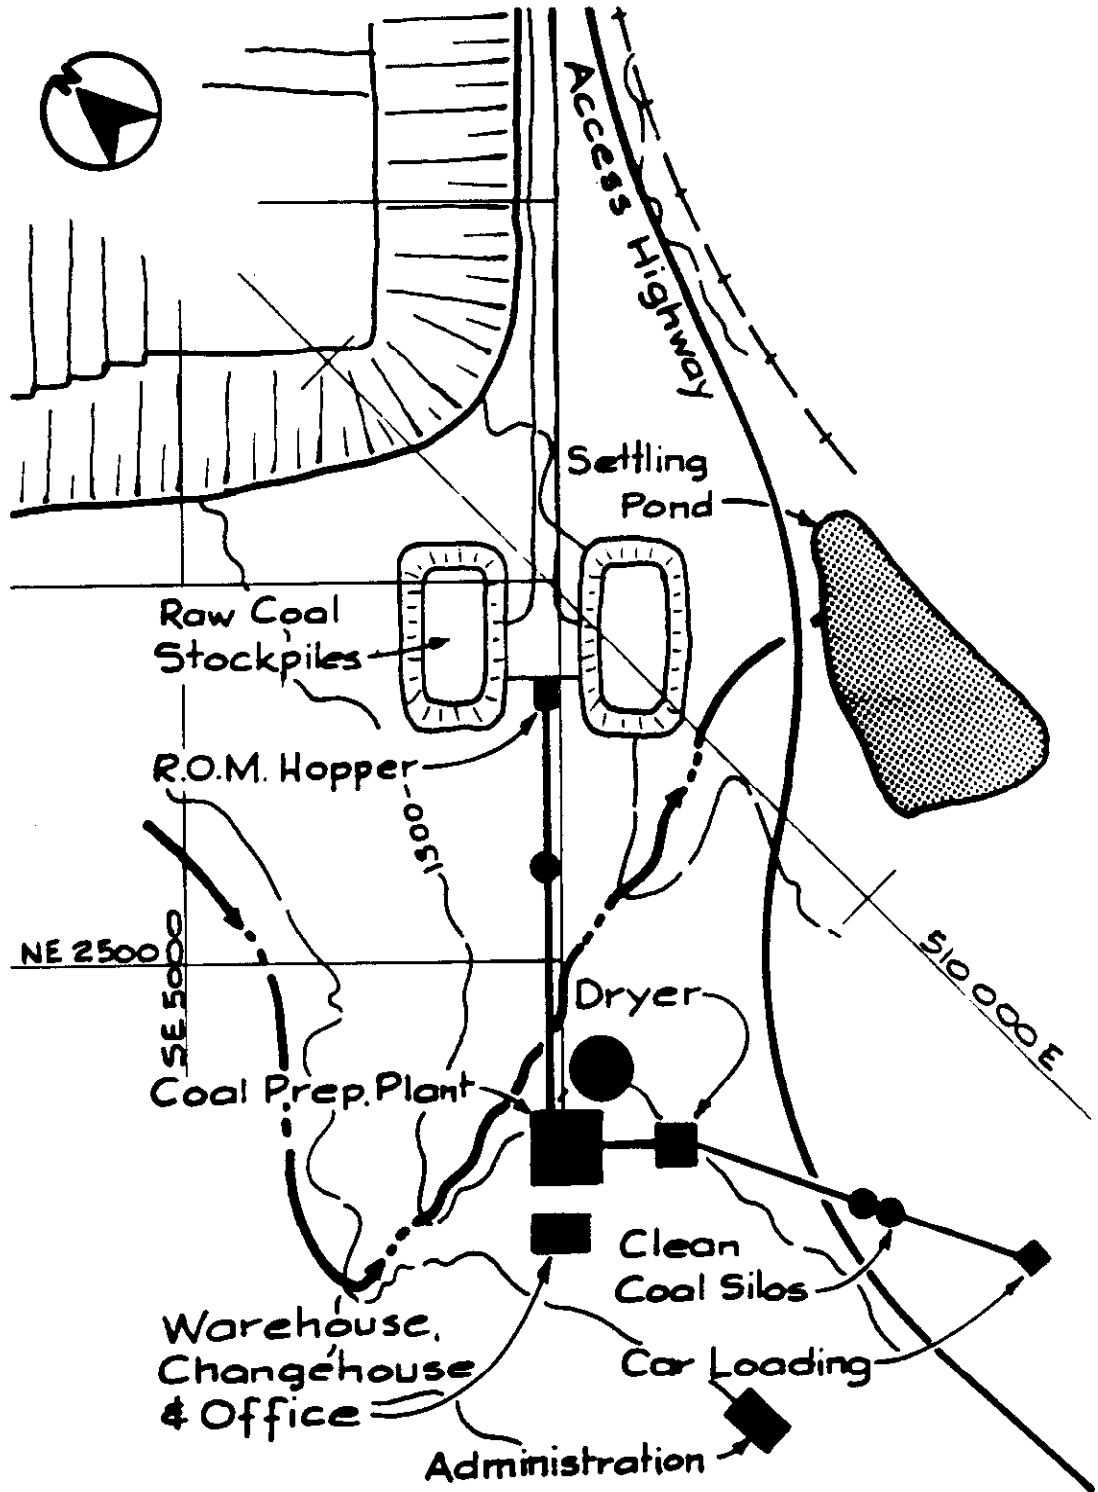 N
Access Highway
Settling
Pond
Raw Coal
Stockpiles
R.O.M. Hopper
1500
NE 2500
SE 5000
510 000 E
Dryer
Coal Prep. Plant
Clean
Coal Silos
Warehouse,
Changehouse
& Office
Car Loading
Administration